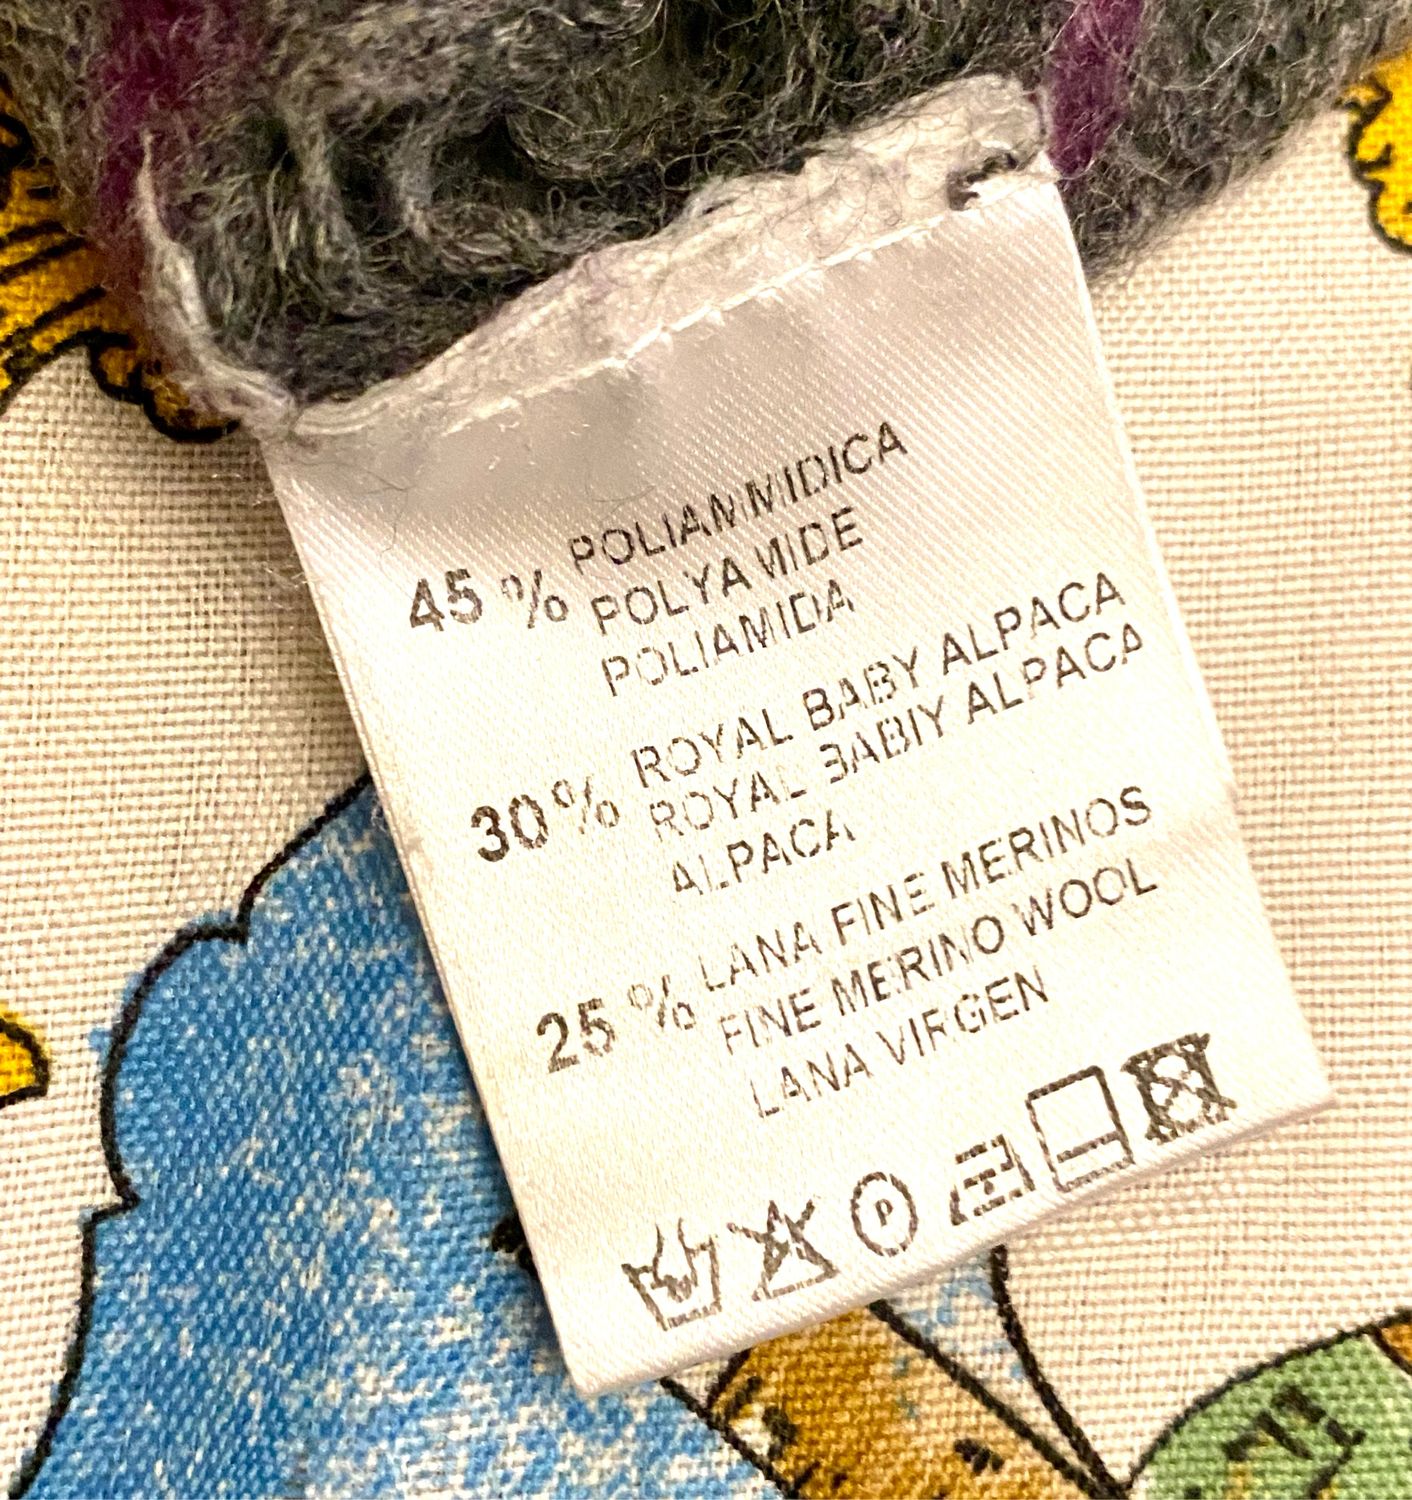 45 % POLIAMMIDICA
POLYAMIDE
POLIAMIDA
30% ROYAL BABY ALPACA
ROYAL BABIY ALPACA
ALPACA
25 % LANA FINE MERINOS
FINE MERINO WOOL
LANA VIRGEN
P